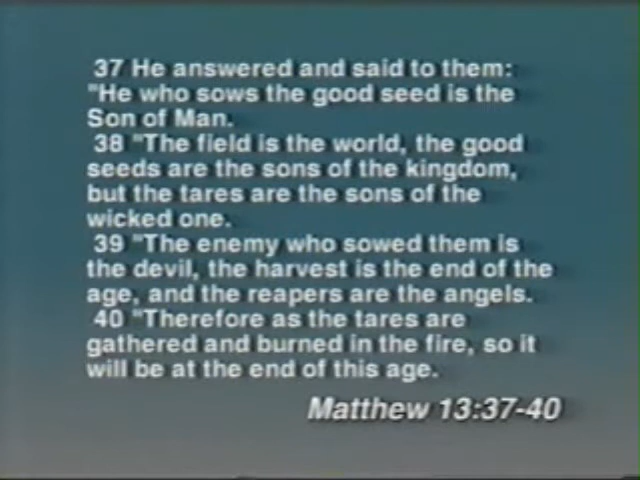 37 He answered and said to them:
"He who sows the good seed is the
Son of Man.
38 "The field is the world, the good
seeds are the sons of the kingdom,
but the tares are the sons of the
wicked one.
39 "The enemy who sowed them is
the devil, the harvest is the end of the
age, and the reapers are the angels.
40 "Therefore as the tares are
gathered and burned in the fire, so it
will be at the end of this age.
Matthew 13:37-40